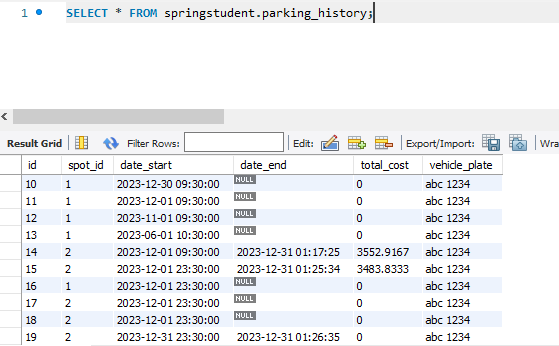 1 SELECT * FROM springstudent.parking_history;
Result Grid Filter Rows: Edit: Export/Import: Wra
id spot_id date_start date_end total_cost vehicle_plate
10 1 2023-12-30 09:30:00 NULL 0 abc 1234
11 1 2023-12-01 09:30:00 NULL 0 abc 1234
12 1 2023-11-01 09:30:00 NULL 0 abc 1234
13 1 2023-06-01 10:30:00 NULL 0 abc 1234
14 2 2023-12-01 09:30:00 2023-12-31 01:17:25 3552.9167 abc 1234
15 2 2023-12-01 23:30:00 2023-12-31 01:25:34 3483.8333 abc 1234
16 1 2023-12-01 23:30:00 NULL 0 abc 1234
17 2 2023-12-01 23:30:00 NULL 0 abc 1234
18 2 2023-12-01 23:30:00 NULL 0 abc 1234
19 2 2023-12-31 23:30:00 2023-12-31 01:26:35 0 abc 1234